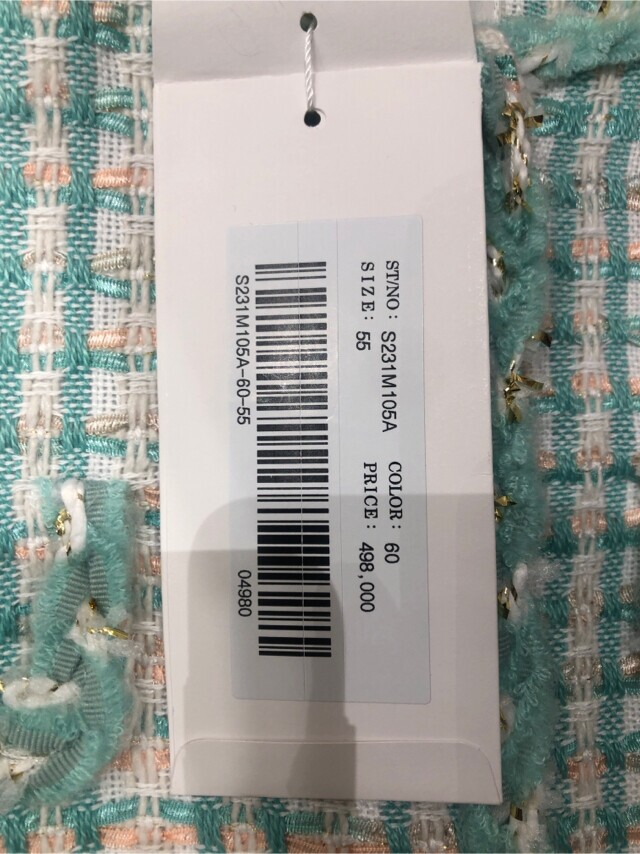 ST/NO: S231M105A COLOR: 60
SIZE: 55 PRICE: 498,000
S231M105A-60-55 04980